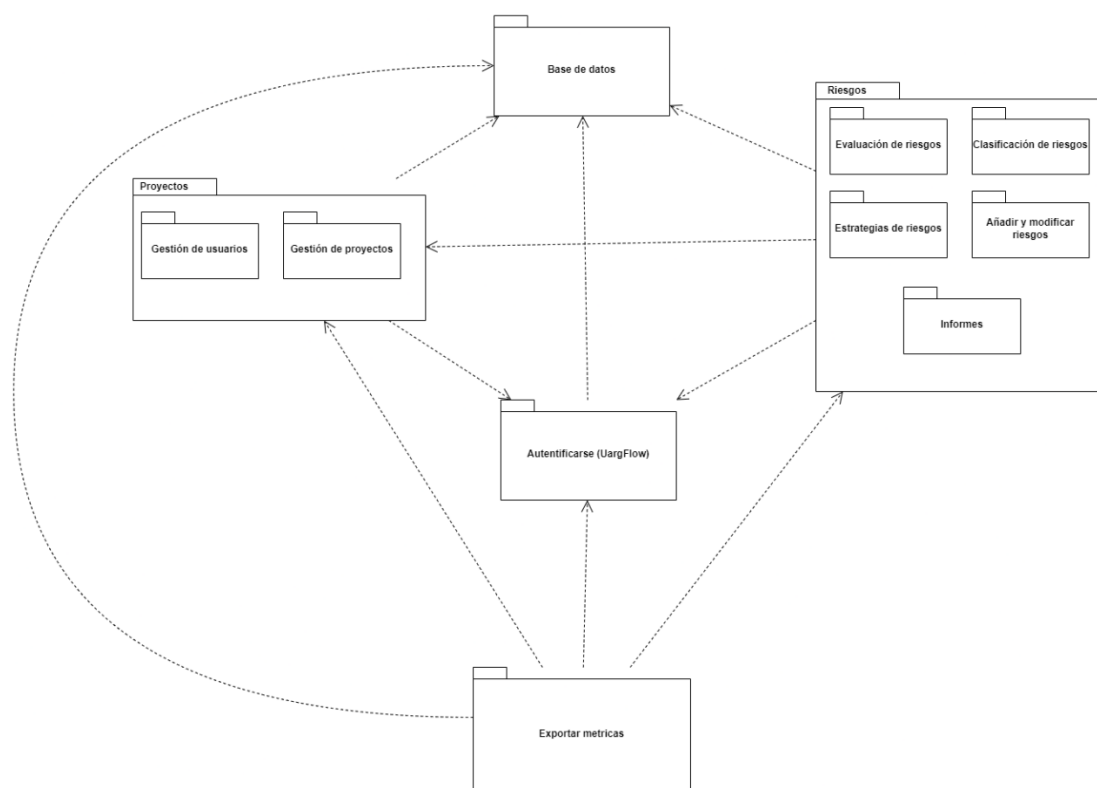 Base de datos
Riesgos
Evaluación de riesgos
Clasificación de riesgos
Proyectos
Gestión de usuarios
Gestión de proyectos
Estrategias de riesgos
Añadir y modificar
riesgos
Informes
Autentificarse (UargFlow)
Exportar metricas